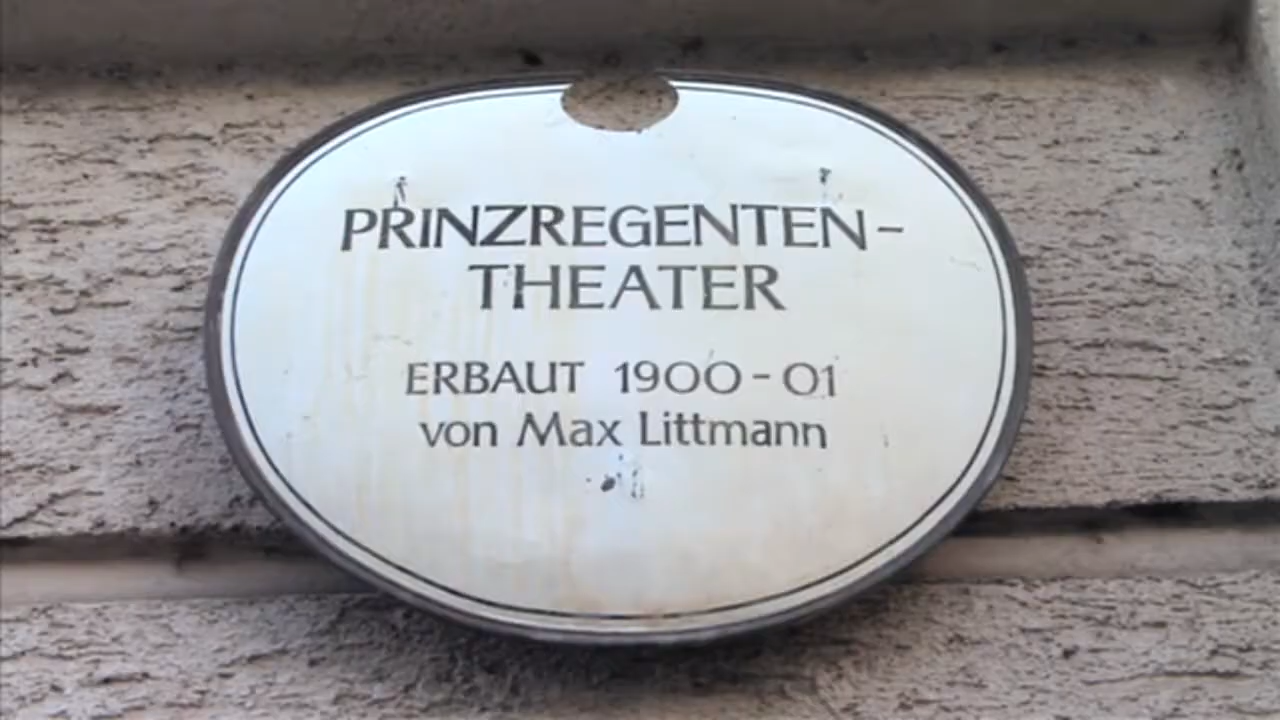 PRINZREGENTEN-
THEATER
ERBAUT 1900-01
von Max Littmann